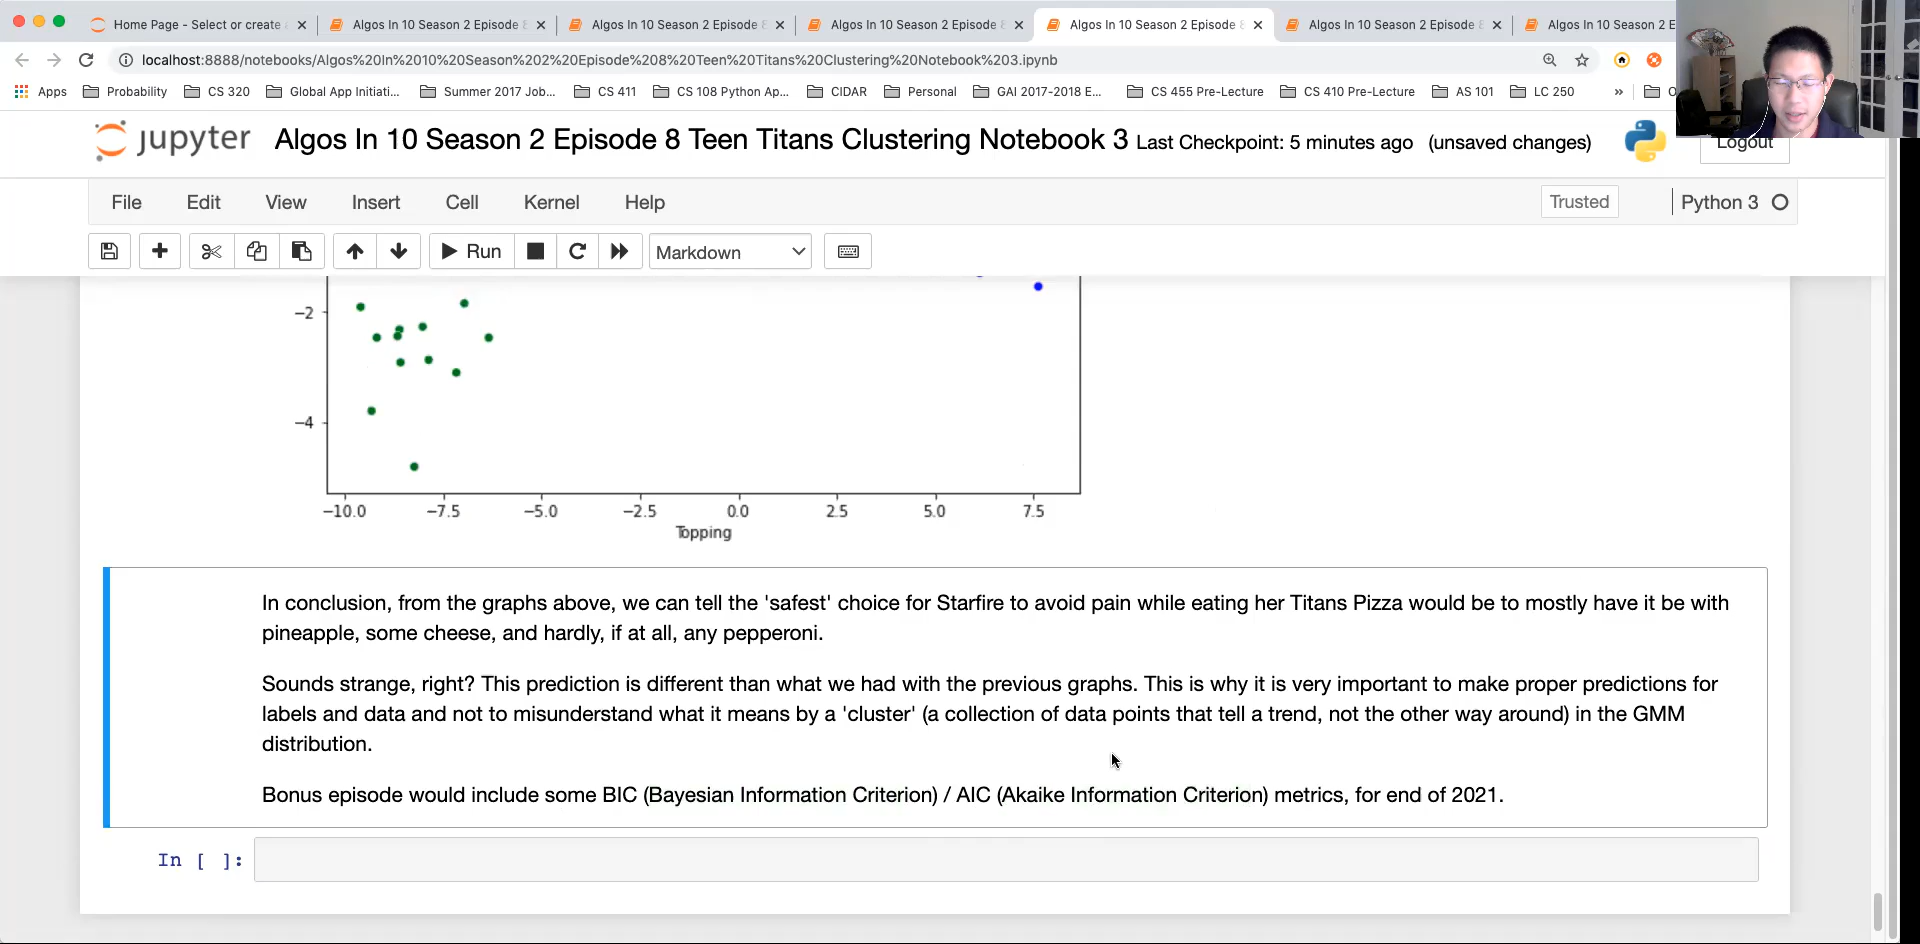 Home Page - Select or create a
Algos In 10 Season 2 Episode 8
Algos In 10 Season 2 Episode 8
Algos In 10 Season 2 Episode 8
Algos In 10 Season 2 Episode 8
Algos In 10 Season 2 Episode 8
Algos In 10 Season 2 E
localhost:8888/notebooks/Algos%20In%2010%20Season%202%20Episode%208%20Teen%20Titans%20Clustering%20Notebook%203.ipynb
Apps Probability CS 320 Global App Initiati... Summer 2017 Job... CS 411 CS 108 Python Ap... CIDAR Personal GAI 2017-2018 E... CS 455 Pre-Lecture CS 410 Pre-Lecture AS 101 LC 250 »
jupyter Algos In 10 Season 2 Episode 8 Teen Titans Clustering Notebook 3 Last Checkpoint: 5 minutes ago (unsaved changes) Logout
File Edit View Insert Cell Kernel Help Trusted Python 3
Run Markdown
−2
−4
−10.0 −7.5 −5.0 −2.5 0.0 2.5 5.0 7.5
Topping
In conclusion, from the graphs above, we can tell the 'safest' choice for Starfire to avoid pain while eating her Titans Pizza would be to mostly have it be with
pineapple, some cheese, and hardly, if at all, any pepperoni.
Sounds strange, right? This prediction is different than what we had with the previous graphs. This is why it is very important to make proper predictions for
labels and data and not to misunderstand what it means by a 'cluster' (a collection of data points that tell a trend, not the other way around) in the GMM
distribution.
Bonus episode would include some BIC (Bayesian Information Criterion) / AIC (Akaike Information Criterion) metrics, for end of 2021.
In [ ]: